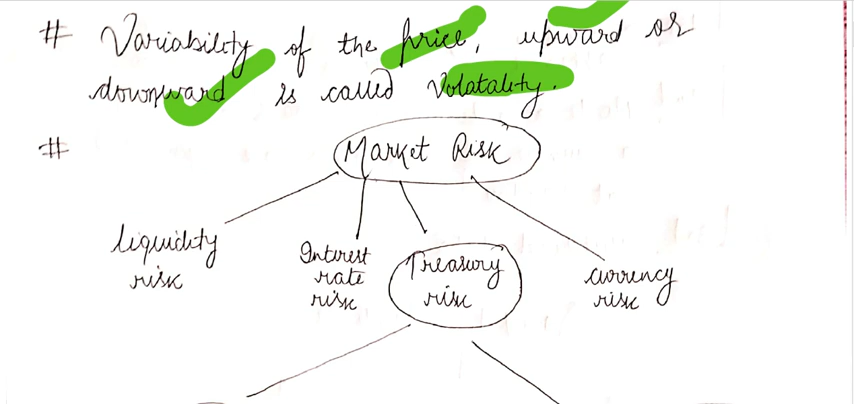 # Variability of the price, upward or
downward is called Volatality.
#
Market Risk
liquidity
risk
Interest
rate
risk
Treasury
risk
currency
risk